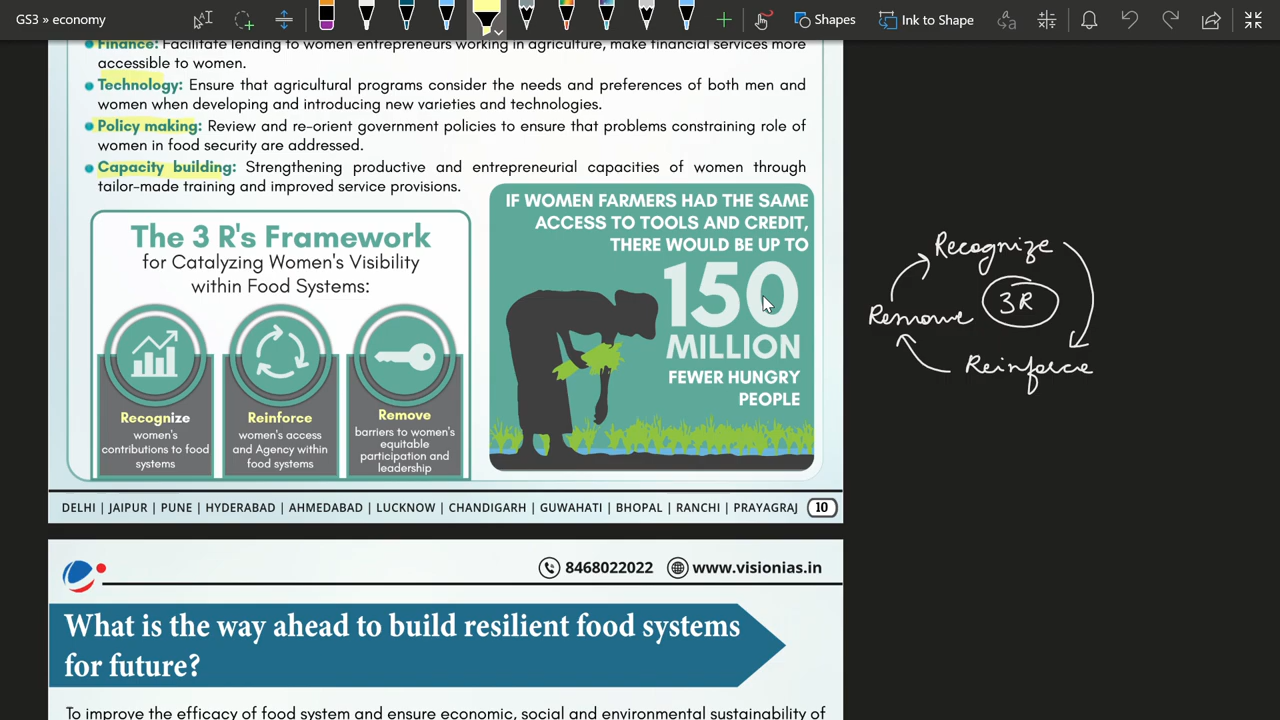 GS3 » economy
Shapes
Ink to Shape
Finance: Facilitate lending to women entrepreneurs working in agriculture, make financial services more
accessible to women.
Technology: Ensure that agricultural programs consider the needs and preferences of both men and
women when developing and introducing new varieties and technologies.
Policy making: Review and re-orient government policies to ensure that problems constraining role of
women in food security are addressed.
Capacity building: Strengthening productive and entrepreneurial capacities of women through
tailor-made training and improved service provisions.
The 3 R's Framework
for Catalyzing Women's Visibility
within Food Systems:
Recognize
women's
contributions to food
systems
Reinforce
women's access
and Agency within
food systems
Remove
barriers to women's
equitable
participation and
leadership
IF WOMEN FARMERS HAD THE SAME
ACCESS TO TOOLS AND CREDIT,
THERE WOULD BE UP TO
150
MILLION
FEWER HUNGRY
PEOPLE
Recognize
3R
Remove
Reinforce
DELHI | JAIPUR | PUNE | HYDERABAD | AHMEDABAD | LUCKNOW | CHANDIGARH | GUWAHATI | BHOPAL | RANCHI | PRAYAGRAJ 10
8468022022 www.visionias.in
What is the way ahead to build resilient food systems
for future?
To improve the efficacy of food system and ensure economic, social and environmental sustainability of